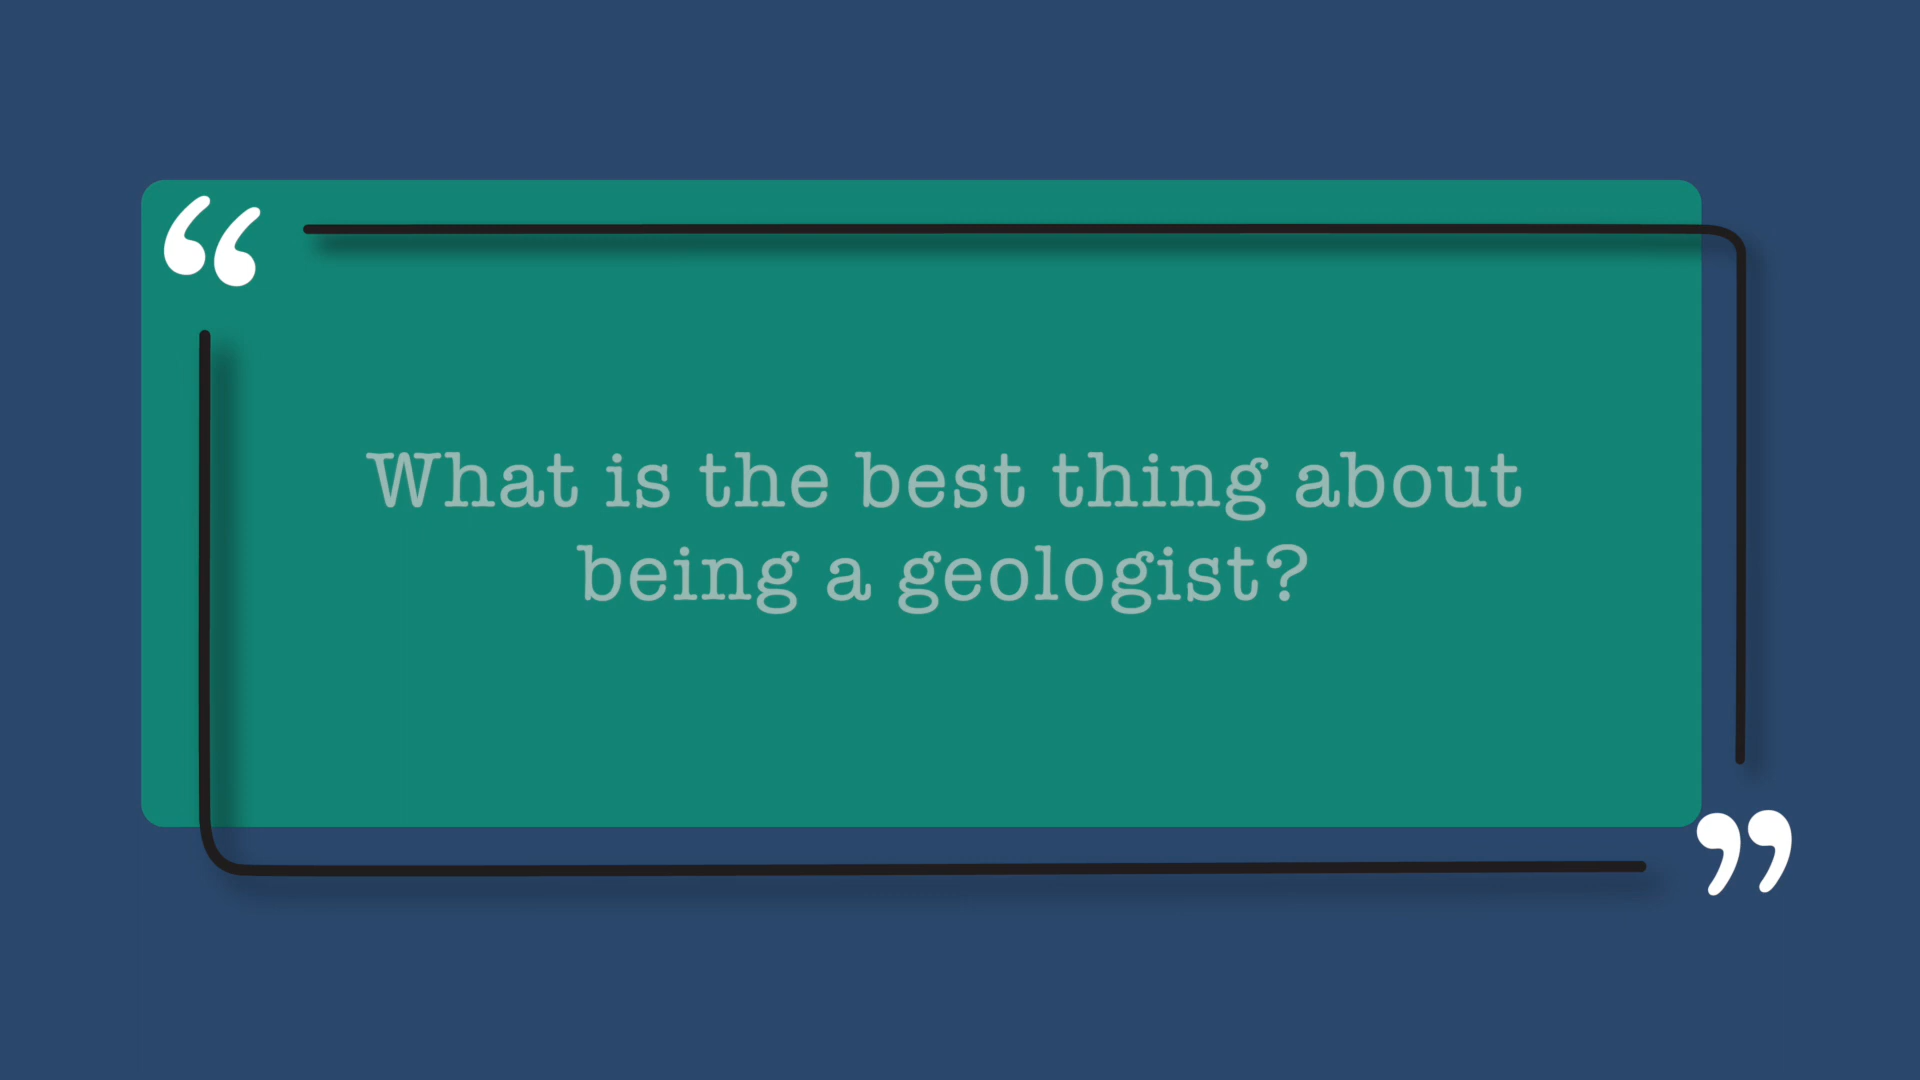 “
What is the best thing about
being a geologist?
”